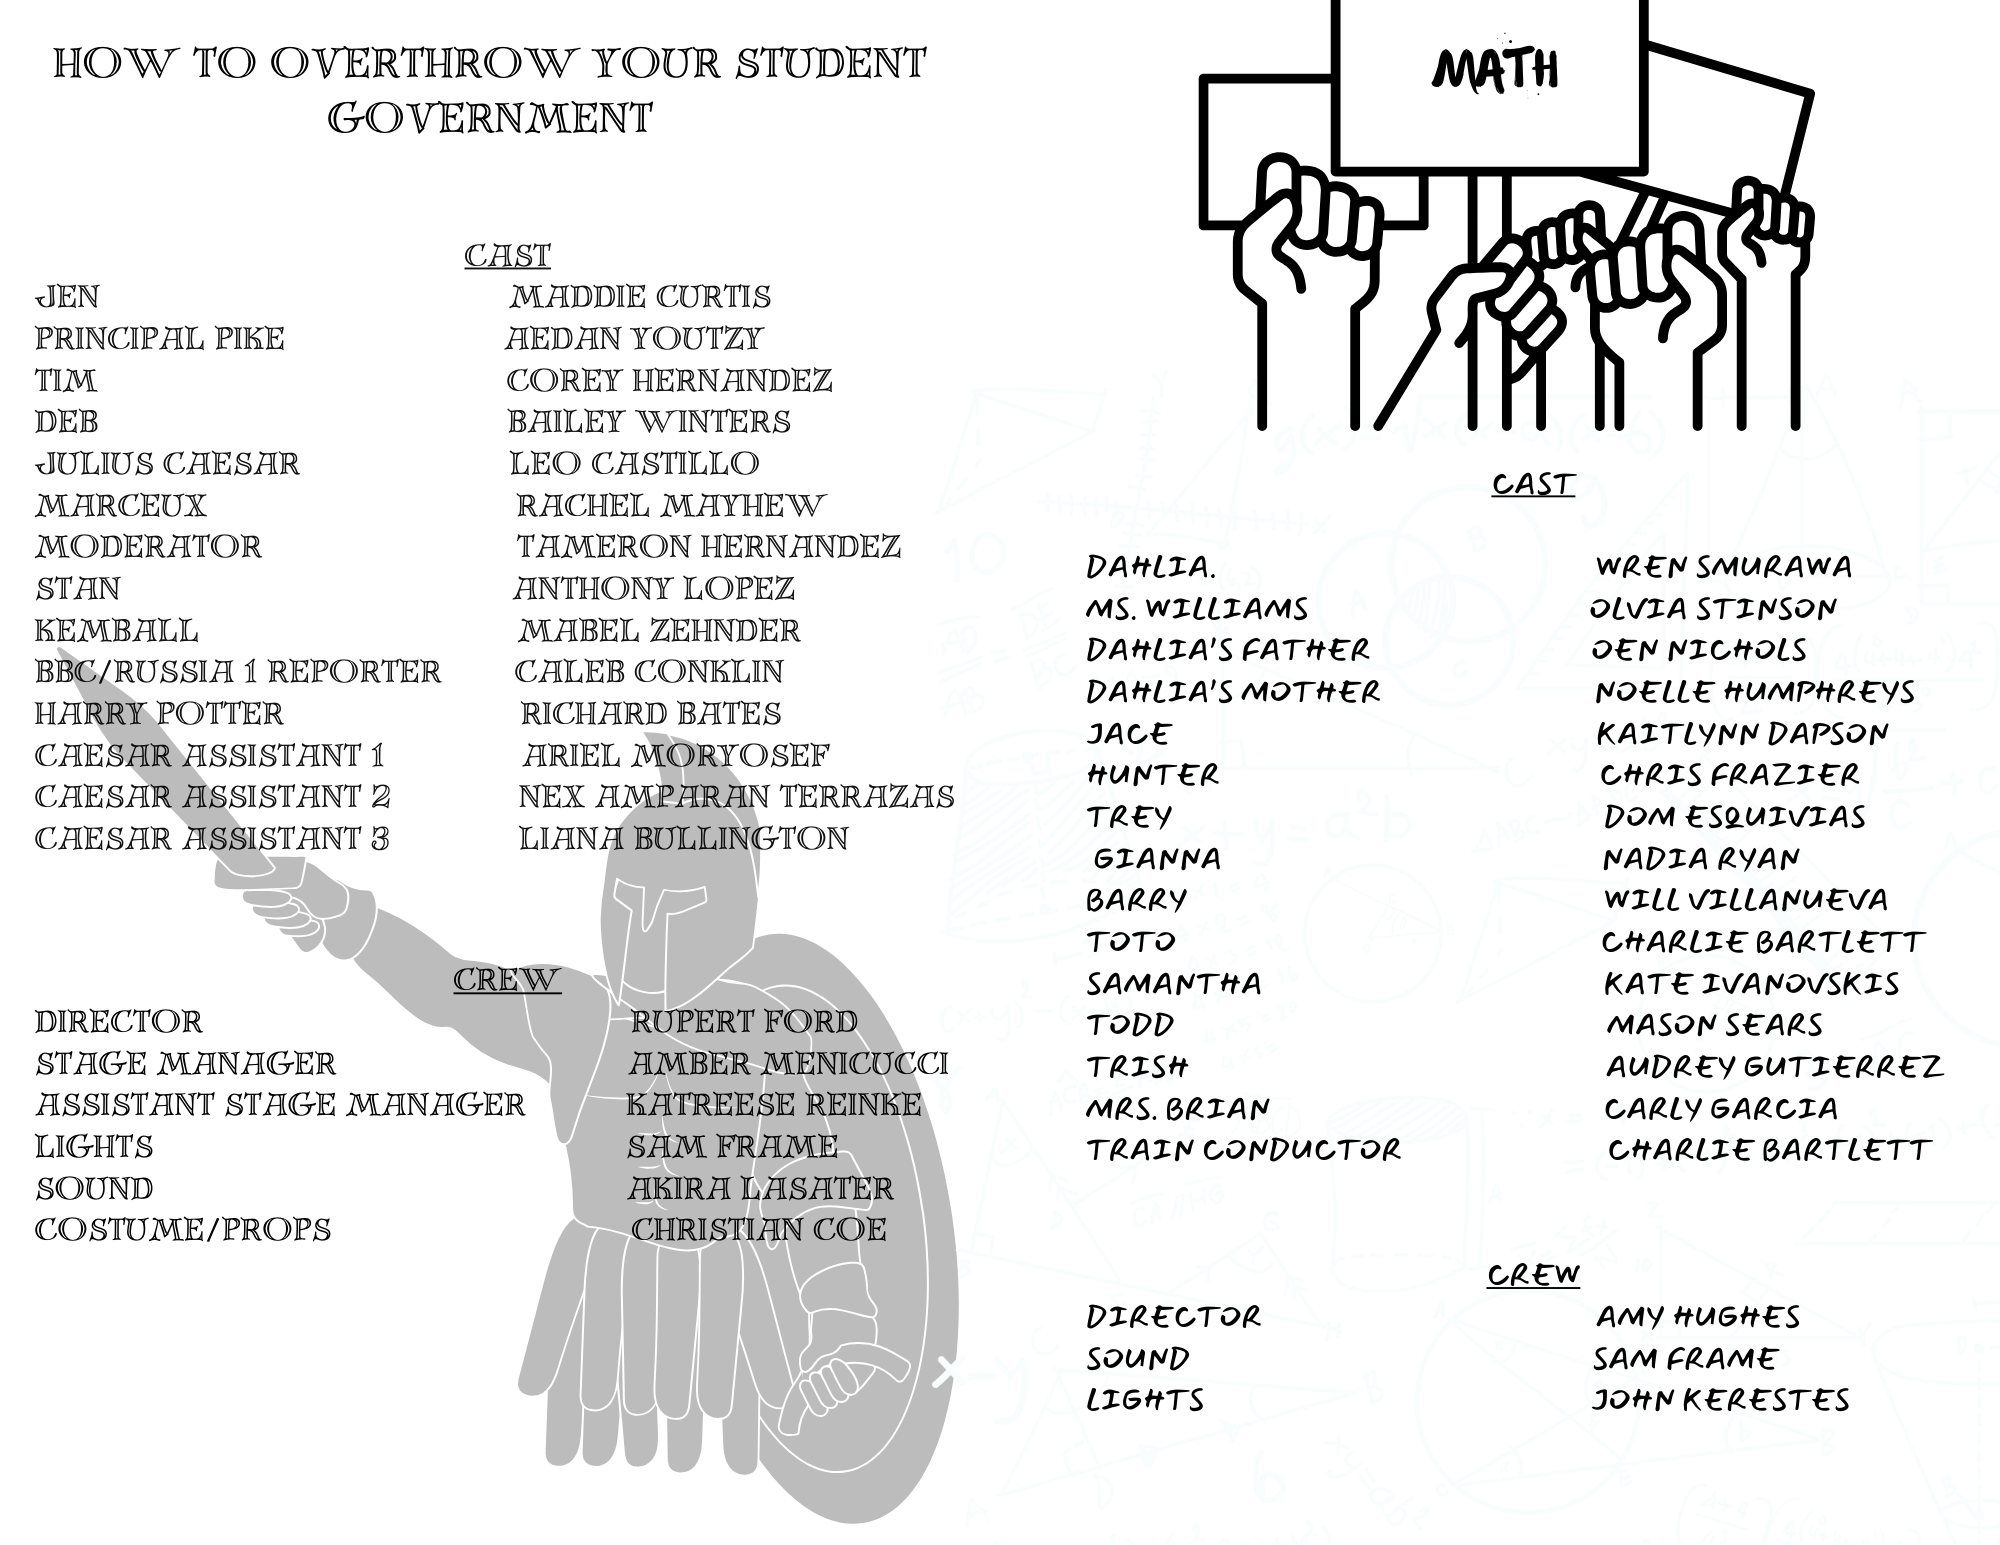 HOW TO OVERTHROW YOUR STUDENT
GOVERNMENT
CAST
JEN MADDIE CURTIS
PRINCIPAL PIKE AEDAN YOUTZY
TIM COREY HERNANDEZ
DEB BAILEY WINTERS
JULIUS CAESAR LEO CASTILLO
MARCEUX RACHEL MAYHEW
MODERATOR TAMERON HERNANDEZ
STAN ANTHONY LOPEZ
KEMBALL MABEL ZEHNDER
BBC/RUSSIA 1 REPORTER CALEB CONKLIN
HARRY POTTER RICHARD BATES
CAESAR ASSISTANT 1 ARIEL MORYOSEF
CAESAR ASSISTANT 2 NEX AMPARAN TERRAZAS
CAESAR ASSISTANT 3 LIANA BULLINGTON
CREW
DIRECTOR RUPERT FORD
STAGE MANAGER AMBER MENICUCCI
ASSISTANT STAGE MANAGER KATREESE REINKE
LIGHTS SAM FRAME
SOUND AKIRA LASATER
COSTUME/PROPS CHRISTIAN COE
MATH
CAST
DAHLIA. WREN SMURAWA
MS. WILLIAMS OLVIA STINSON
DAHLIA'S FATHER OEN NICHOLS
DAHLIA'S MOTHER NOELLE HUMPHREYS
JACE KAITLYNN DAPSON
HUNTER CHRIS FRAZIER
TREY DOM ESQUIVIAS
GIANNA NADIA RYAN
BARRY WILL VILLANUEVA
TOTO CHARLIE BARTLETT
SAMANTHA KATE IVANOVSKIS
TODD MASON SEARS
TRISH AUDREY GUTIERREZ
MRS. BRIAN CARLY GARCIA
TRAIN CONDUCTOR CHARLIE BARTLETT
CREW
DIRECTOR AMY HUGHES
SOUND SAM FRAME
LIGHTS JOHN KERESTES